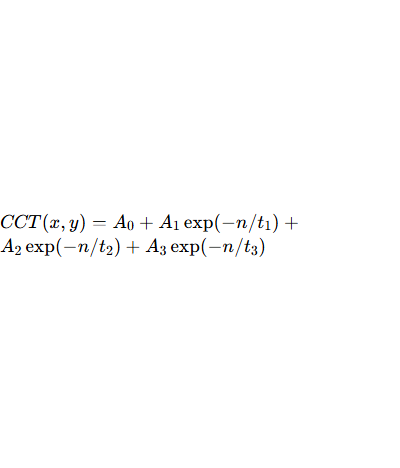 CCT(x, y) = A₀ + A₁ exp(−n/t₁) +
A₂ exp(−n/t₂) + A₃ exp(−n/t₃)